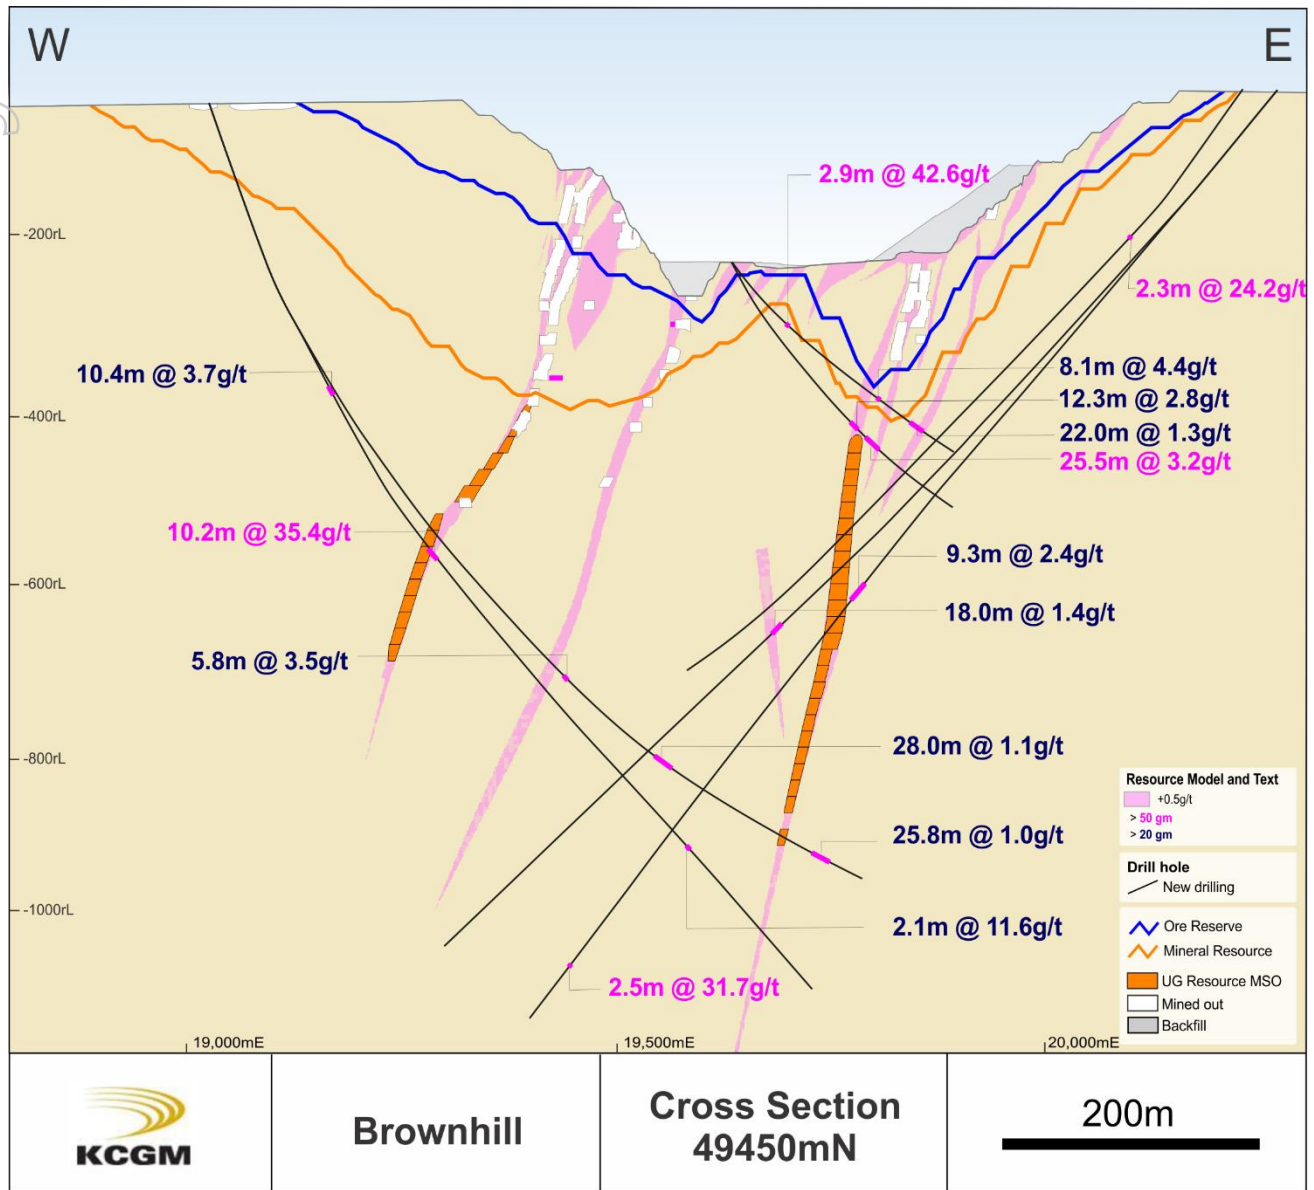 W
E
2.9m @ 42.6g/t
-200rL
2.3m @ 24.2g/t
10.4m @ 3.7g/t
8.1m @ 4.4g/t
12.3m @ 2.8g/t
-400rL
22.0m @ 1.3g/t
25.5m @ 3.2g/t
10.2m @ 35.4g/t
9.3m @ 2.4g/t
-600rL
18.0m @ 1.4g/t
5.8m @ 3.5g/t
28.0m @ 1.1g/t
-800rL
25.8m @ 1.0g/t
-1000rL
2.1m @ 11.6g/t
2.5m @ 31.7g/t
Resource Model and Text
+0.5g/t
> 50 gm
> 20 gm
Drill hole
New drilling
Ore Reserve
Mineral Resource
UG Resource MSO
Mined out
Backfill
19,000mE
19,500mE
20,000mE
KCGM
Brownhill
Cross Section
49450mN
200m